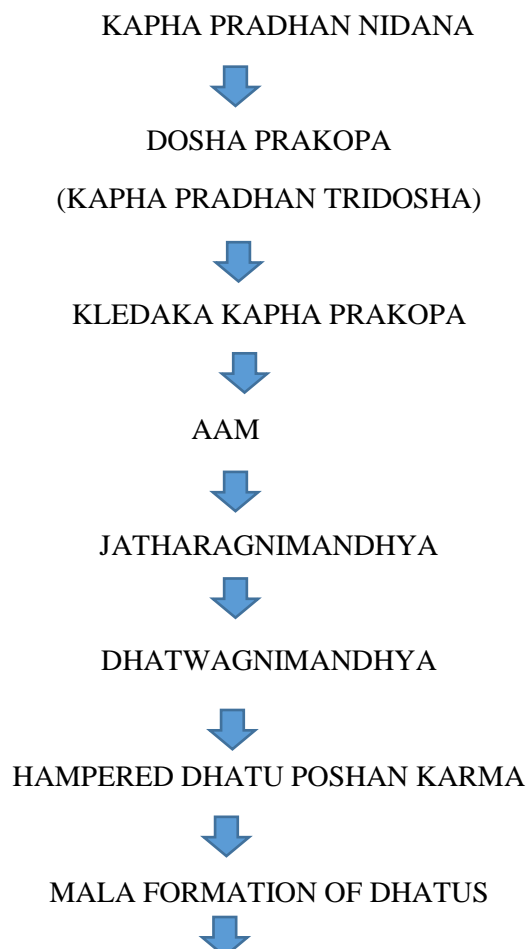 KAPHA PRADHAN NIDANA
DOSHA PRAKOPA
(KAPHA PRADHAN TRIDOSHA)
KLEDAKA KAPHA PRAKOPA
AAM
JATHARAGNIMANDHYA
DHATWAGNIMANDHYA
HAMPERED DHATU POSHAN KARMA
MALA FORMATION OF DHATUS